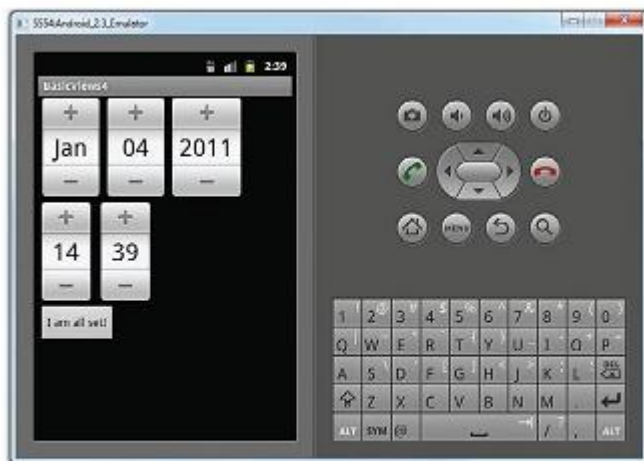 5554:Android_2.3_Emulator
2:39
BasicViews4
+ + +
Jan 04 2011
- - -
+ +
14 39
- -
I am all set!
MENU
1 2 3 4 5 6 7 8 9 0
Q W E R T Y U I O P
A S D F G H J K L DEL
Z X C V B N M .
ALT SYM @ / , ALT